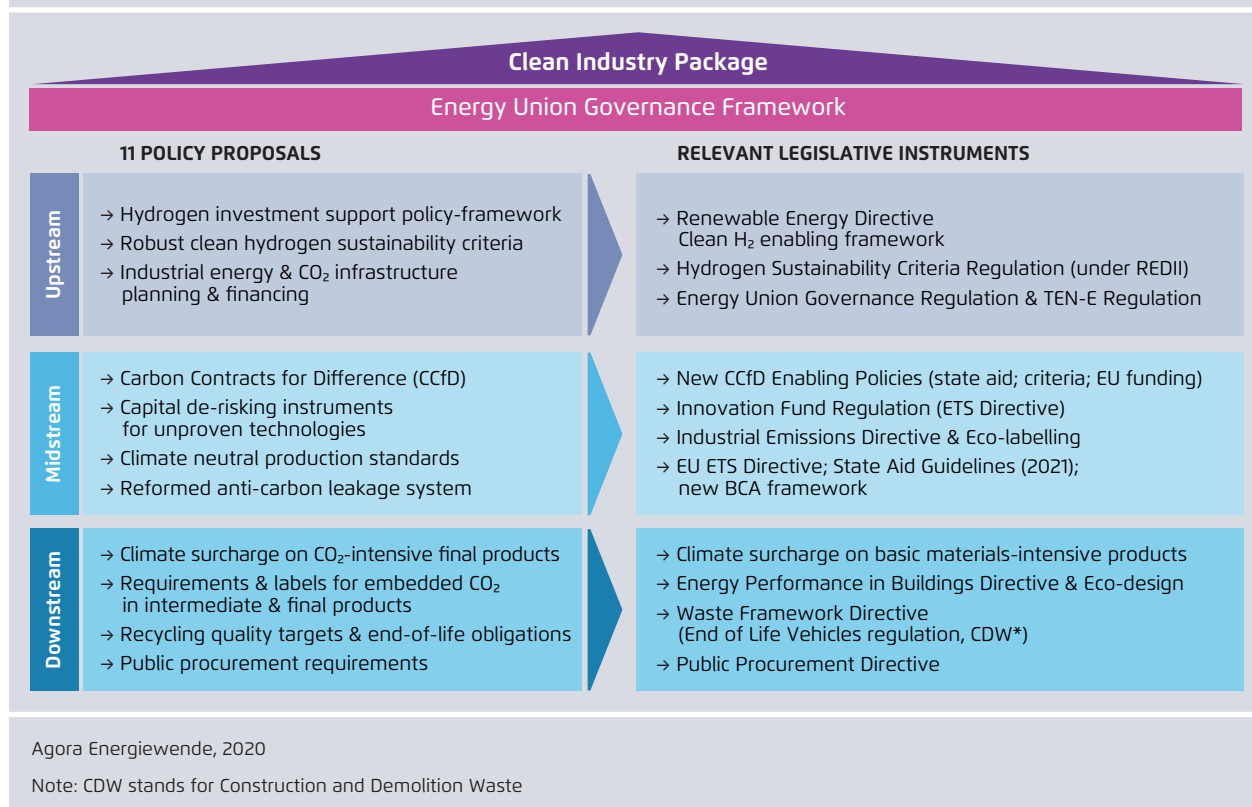 Clean Industry Package
Energy Union Governance Framework
11 POLICY PROPOSALS
RELEVANT LEGISLATIVE INSTRUMENTS
Upstream
→ Hydrogen investment support policy-framework
→ Robust clean hydrogen sustainability criteria
→ Industrial energy & CO₂ infrastructure
planning & financing
→ Renewable Energy Directive
Clean H₂ enabling framework
→ Hydrogen Sustainability Criteria Regulation (under REDII)
→ Energy Union Governance Regulation & TEN-E Regulation
Midstream
→ Carbon Contracts for Difference (CCfD)
→ Capital de-risking instruments
for unproven technologies
→ Climate neutral production standards
→ Reformed anti-carbon leakage system
→ New CCfD Enabling Policies (state aid; criteria; EU funding)
→ Innovation Fund Regulation (ETS Directive)
→ Industrial Emissions Directive & Eco-labelling
→ EU ETS Directive; State Aid Guidelines (2021);
new BCA framework
Downstream
→ Climate surcharge on CO₂-intensive final products
→ Requirements & labels for embedded CO₂
in intermediate & final products
→ Recycling quality targets & end-of-life obligations
→ Public procurement requirements
→ Climate surcharge on basic materials-intensive products
→ Energy Performance in Buildings Directive & Eco-design
→ Waste Framework Directive
(End of Life Vehicles regulation, CDW*)
→ Public Procurement Directive
Agora Energiewende, 2020
Note: CDW stands for Construction and Demolition Waste